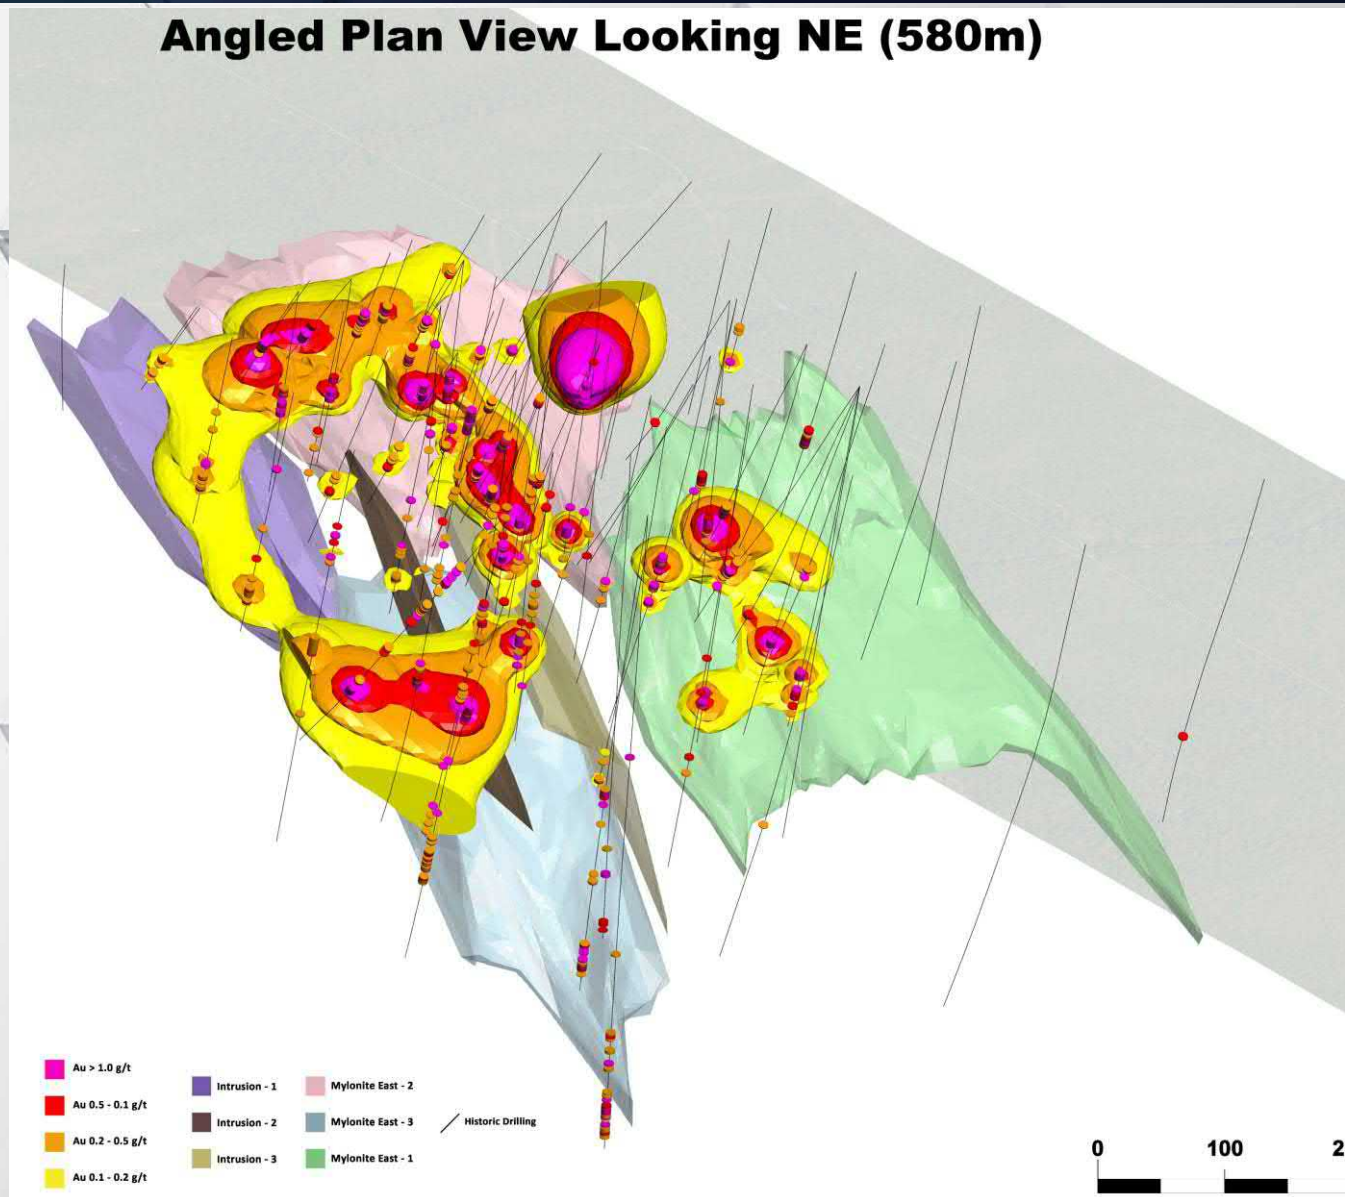 Angled Plan View Looking NE (580m)
Au > 1.0 g/t
Au 0.5 - 0.1 g/t
Au 0.2 - 0.5 g/t
Au 0.1 - 0.2 g/t
Intrusion - 1
Intrusion - 2
Intrusion - 3
Mylonite East - 2
Mylonite East - 3
Mylonite East - 1
Historic Drilling
0 100 2